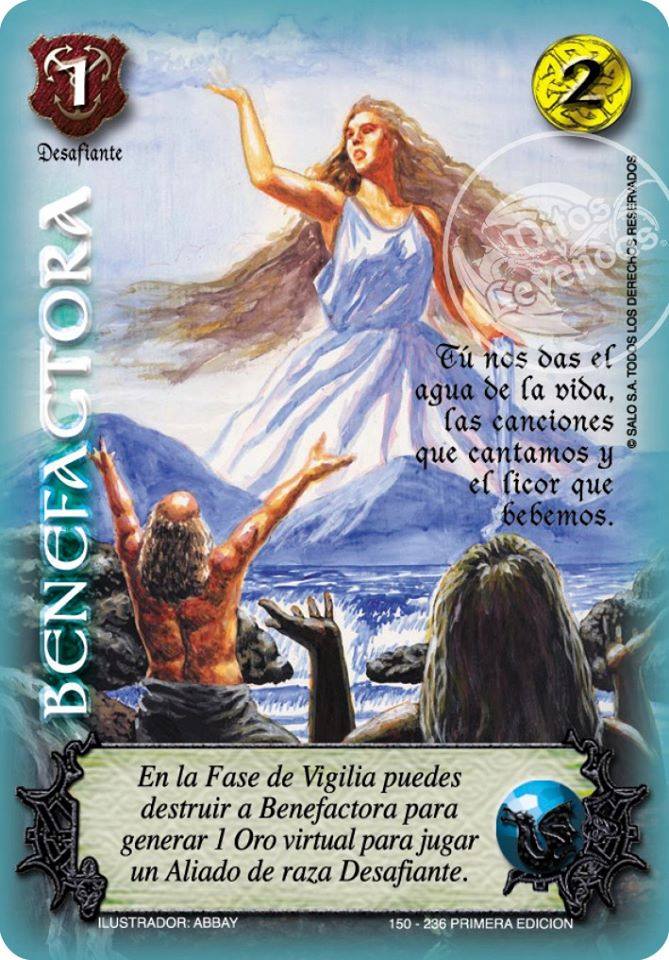 1
2
Desafiante
BENEFACTORA
Mitos
Leyendas
© SALO S.A. TODOS LOS DERECHOS RESERVADOS
Tú nos das el
agua de la vida,
las canciones
que cantamos y
el licor que
bebemos.
En la Fase de Vigilia puedes
destruir a Benefactora para
generar 1 Oro virtual para jugar
un Aliado de raza Desafiante.
ILUSTRADOR: ABBAY
150 - 236 PRIMERA EDICION